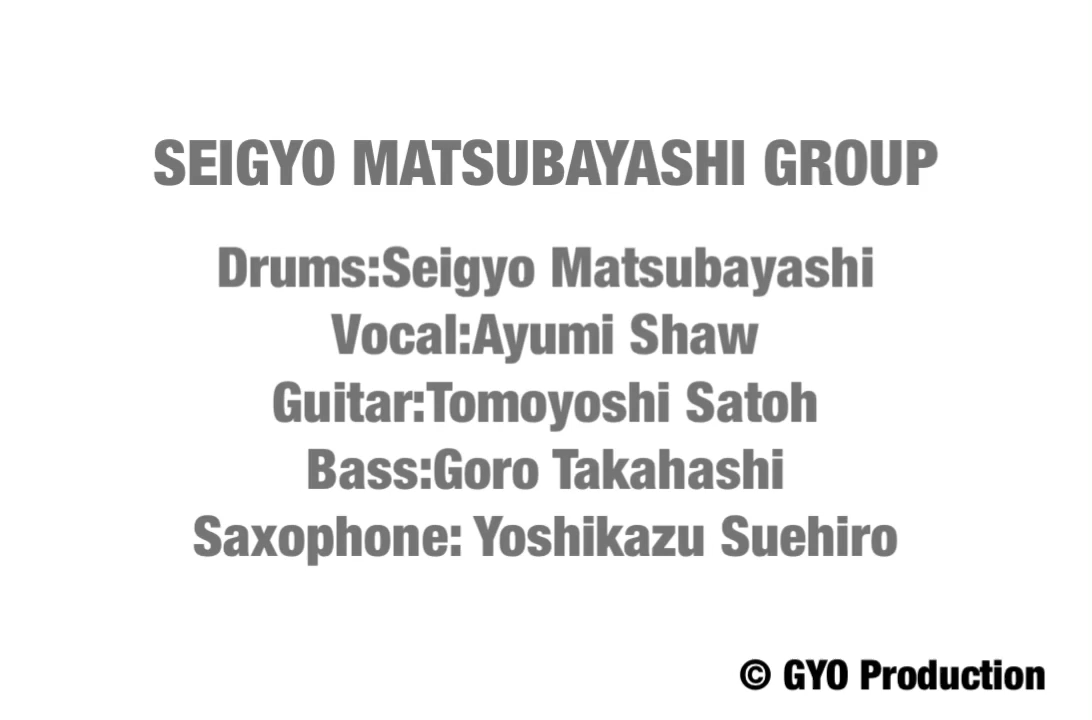 SEIGYO MATSUBAYASHI GROUP
Drums:Seigyo Matsubayashi
Vocal:Ayumi Shaw
Guitar:Tomoyoshi Satoh
Bass:Goro Takahashi
Saxophone: Yoshikazu Suehiro
© GYO Production